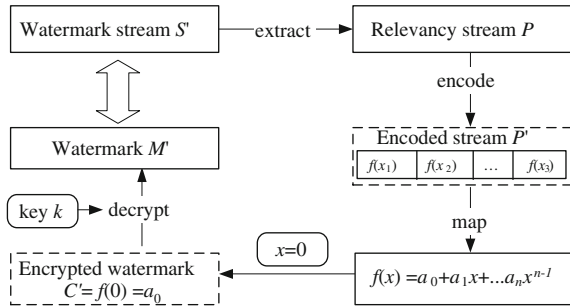 Watermark stream S'
extract
Relevancy stream P
encode
Encoded stream P'
f(x₁) f(x₂) ... f(x₃)
map
f(x) =a₀+a₁x+...aₙxⁿ⁻¹
x=0
Encrypted watermark
C'= f(0) =a₀
key k
decrypt
Watermark M'